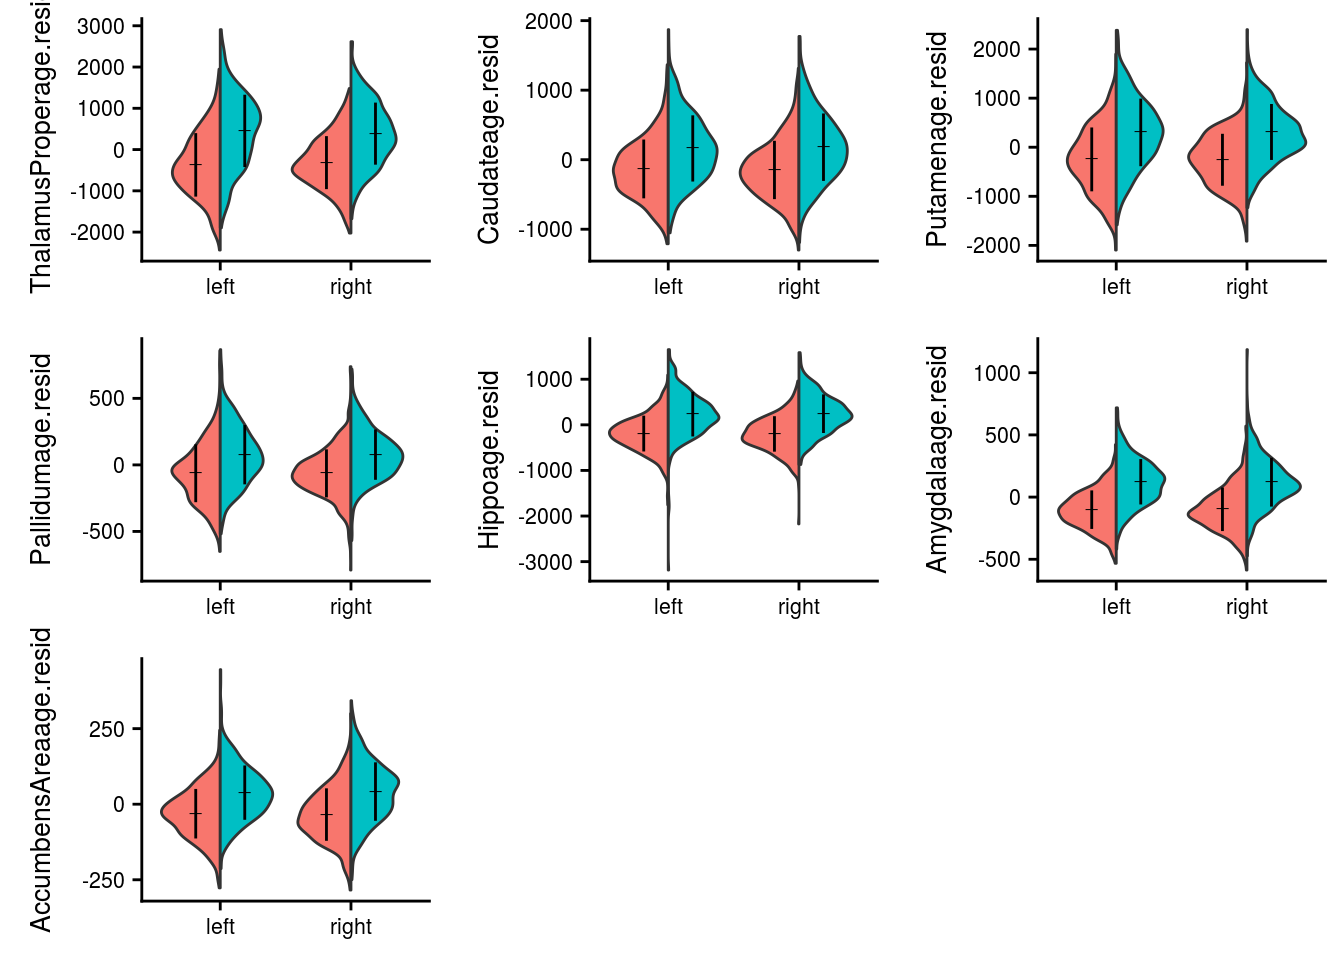 ThalamusProperage.resid
3000
2000
1000
0
-1000
-2000
left
right
Caudateage.resid
2000
1000
0
-1000
left
right
Putamenage.resid
2000
1000
0
-1000
-2000
left
right
Pallidumage.resid
500
0
-500
left
right
Hippoage.resid
1000
0
-1000
-2000
-3000
left
right
Amygdalaage.resid
1000
500
0
-500
left
right
AccumbensAreaage.resid
250
0
-250
left
right